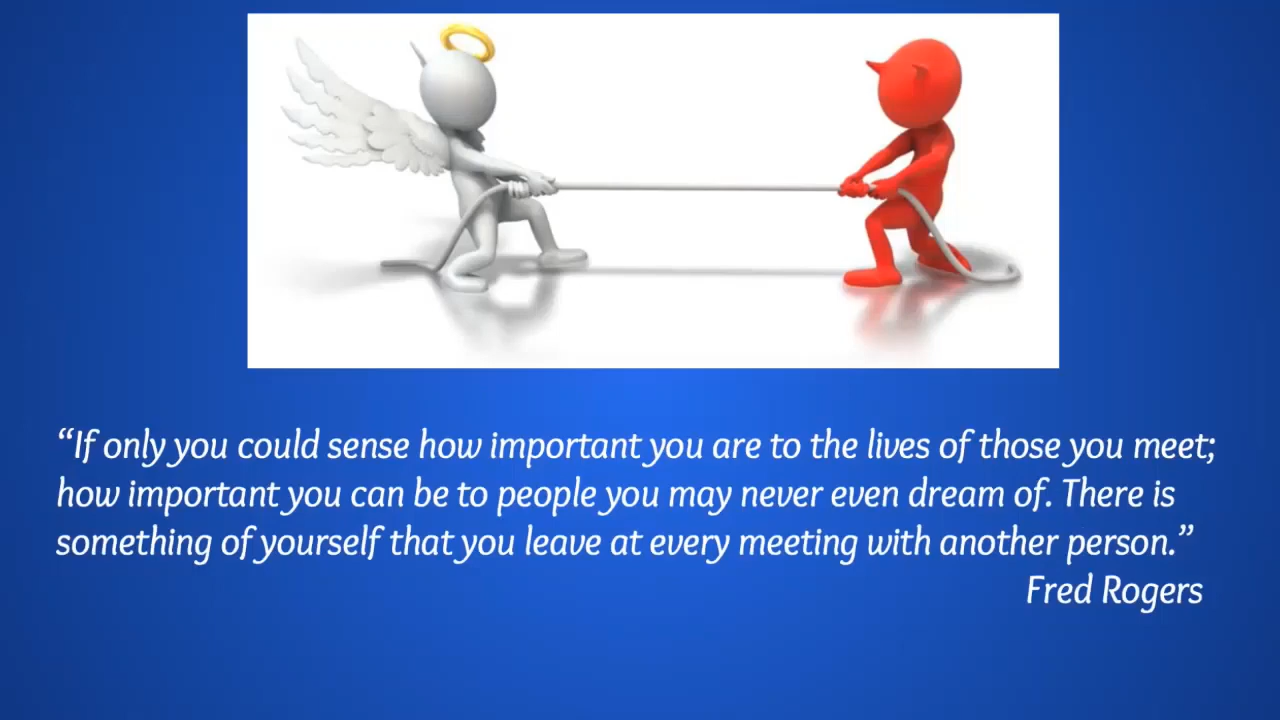 “If only you could sense how important you are to the lives of those you meet;
how important you can be to people you may never even dream of. There is
something of yourself that you leave at every meeting with another person.”
Fred Rogers